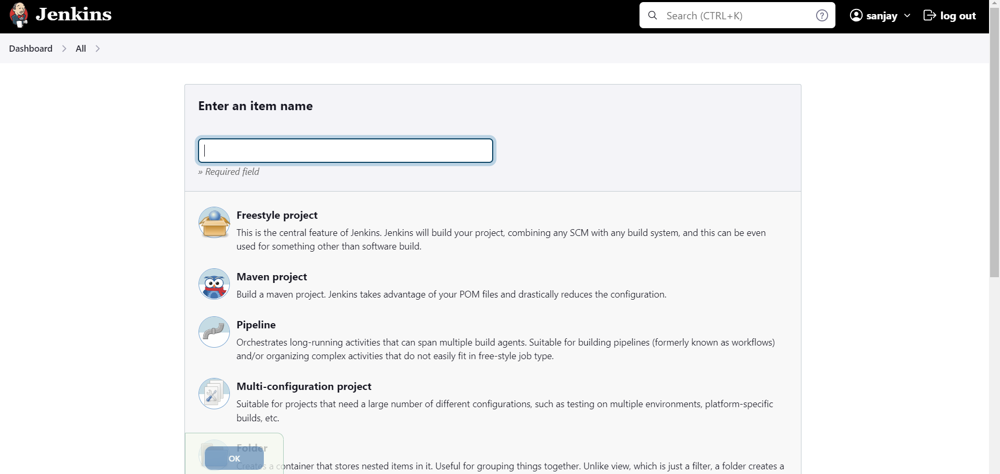 Jenkins
Search (CTRL+K)
sanjay
log out
Dashboard
All
Enter an item name
» Required field
Freestyle project
This is the central feature of Jenkins. Jenkins will build your project, combining any SCM with any build system, and this can be even
used for something other than software build.
Maven project
Build a maven project. Jenkins takes advantage of your POM files and drastically reduces the configuration.
Pipeline
Orchestrates long-running activities that can span multiple build agents. Suitable for building pipelines (formerly known as workflows)
and/or organizing complex activities that do not easily fit in free-style job type.
Multi-configuration project
Suitable for projects that need a large number of different configurations, such as testing on multiple environments, platform-specific
builds, etc.
Folder
OK
Creates a container that stores nested items in it. Useful for grouping things together. Unlike view, which is just a filter, a folder creates a